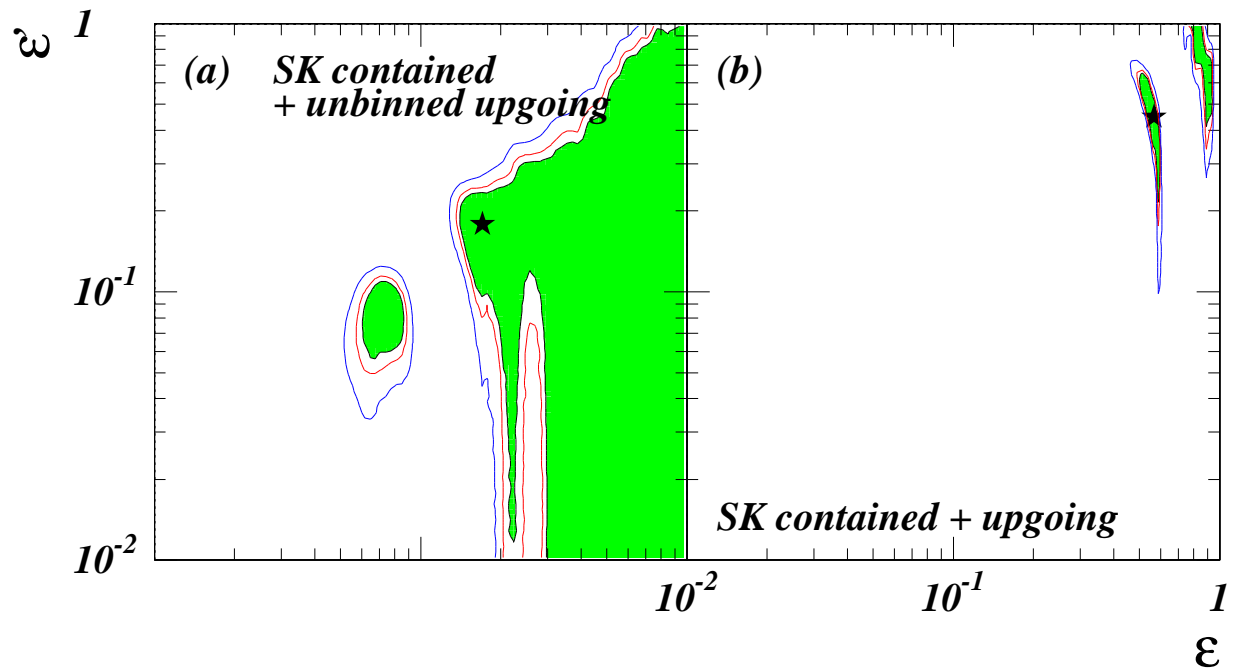 ε'
1
(a) SK contained
+ unbinned upgoing
(b)
10^-1
SK contained + upgoing
10^-2
10^-2
10^-1
1
ε